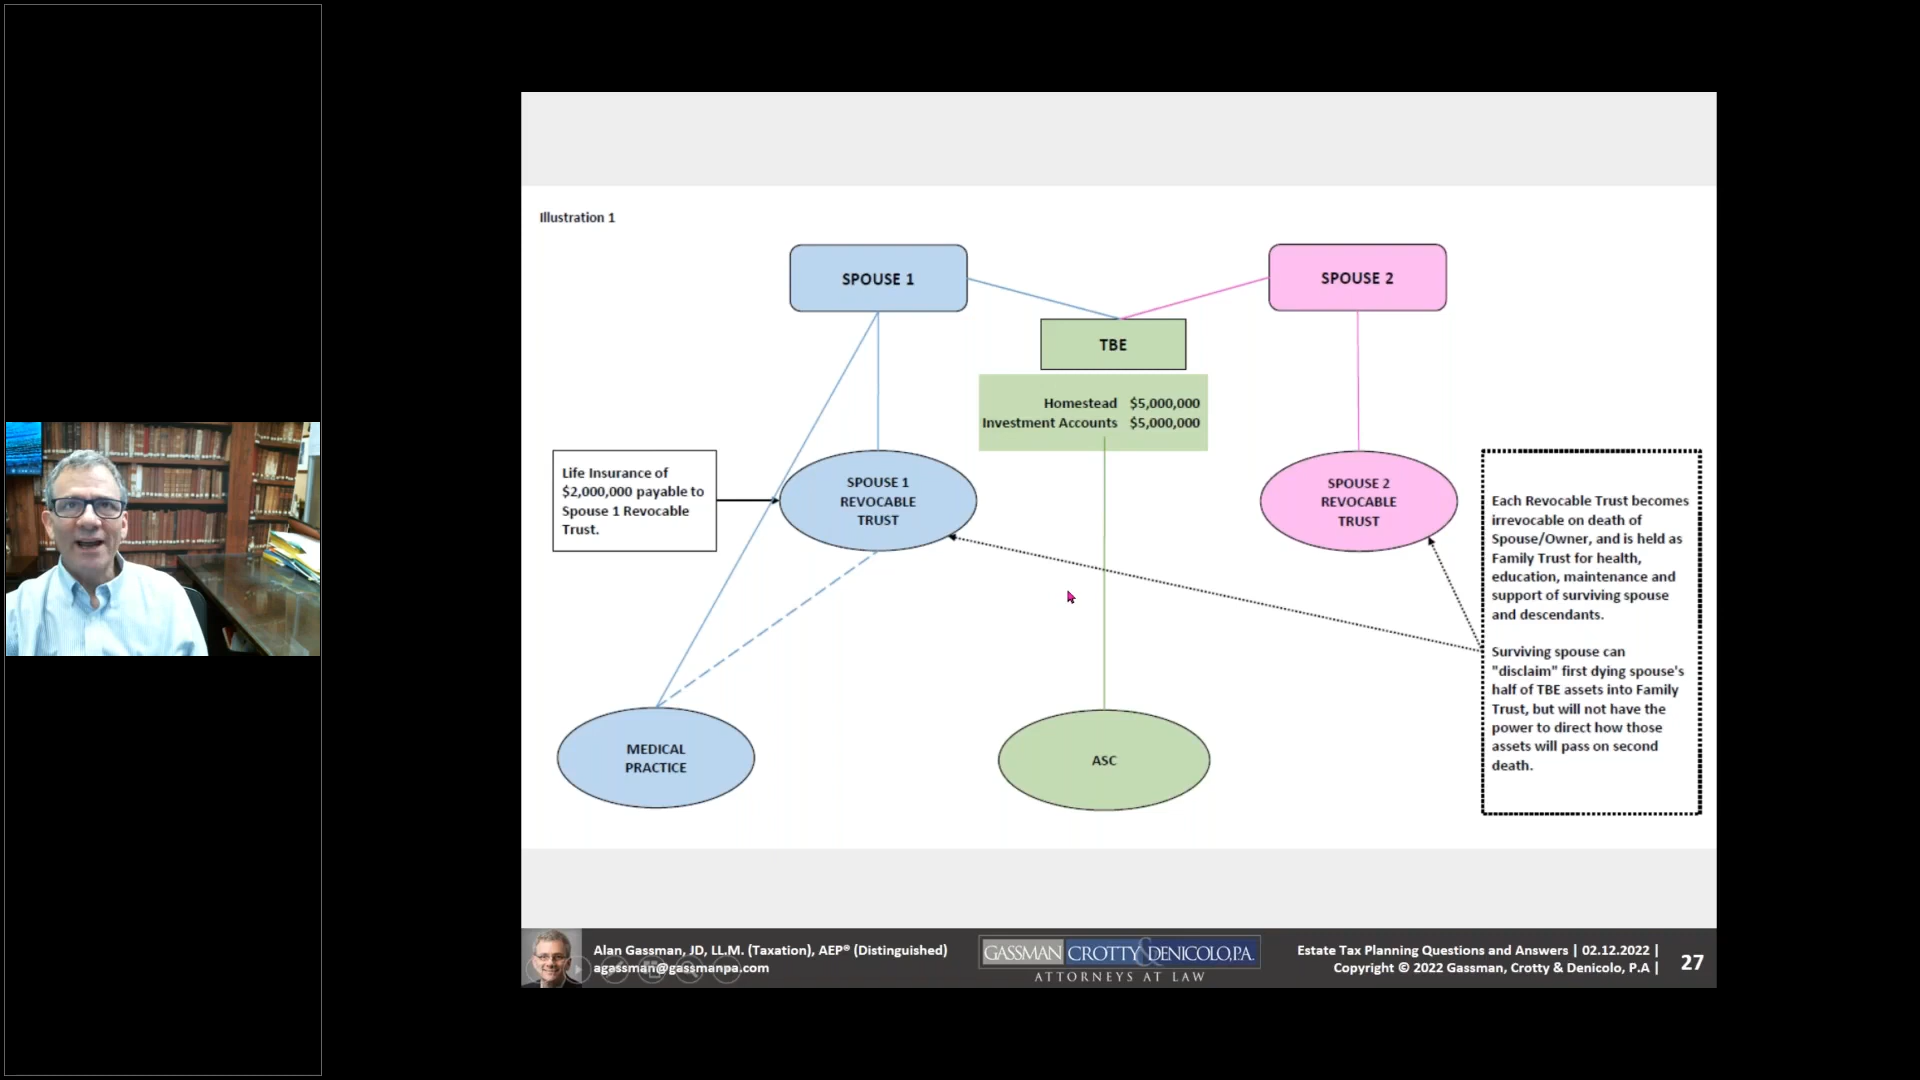 Illustration 1
SPOUSE 1
SPOUSE 2
TBE
Homestead $5,000,000
Investment Accounts $5,000,000
Life Insurance of
$2,000,000 payable to
Spouse 1 Revocable
Trust.
SPOUSE 1
REVOCABLE
TRUST
SPOUSE 2
REVOCABLE
TRUST
Each Revocable Trust becomes
irrevocable on death of
Spouse/Owner, and is held as
Family Trust for health,
education, maintenance and
support of surviving spouse
and descendants.
Surviving spouse can
"disclaim" first dying spouse's
half of TBE assets into Family
Trust, but will not have the
power to direct how those
assets will pass on second
death.
MEDICAL
PRACTICE
ASC
Alan Gassman, JD, LL.M. (Taxation), AEP® (Distinguished)
agassman@gassmanpa.com
GASSMAN CROTTY & DENICOLO, P.A.
ATTORNEYS AT LAW
Estate Tax Planning Questions and Answers | 02.12.2022 |
Copyright © 2022 Gassman, Crotty & Denicolo, P.A |
27